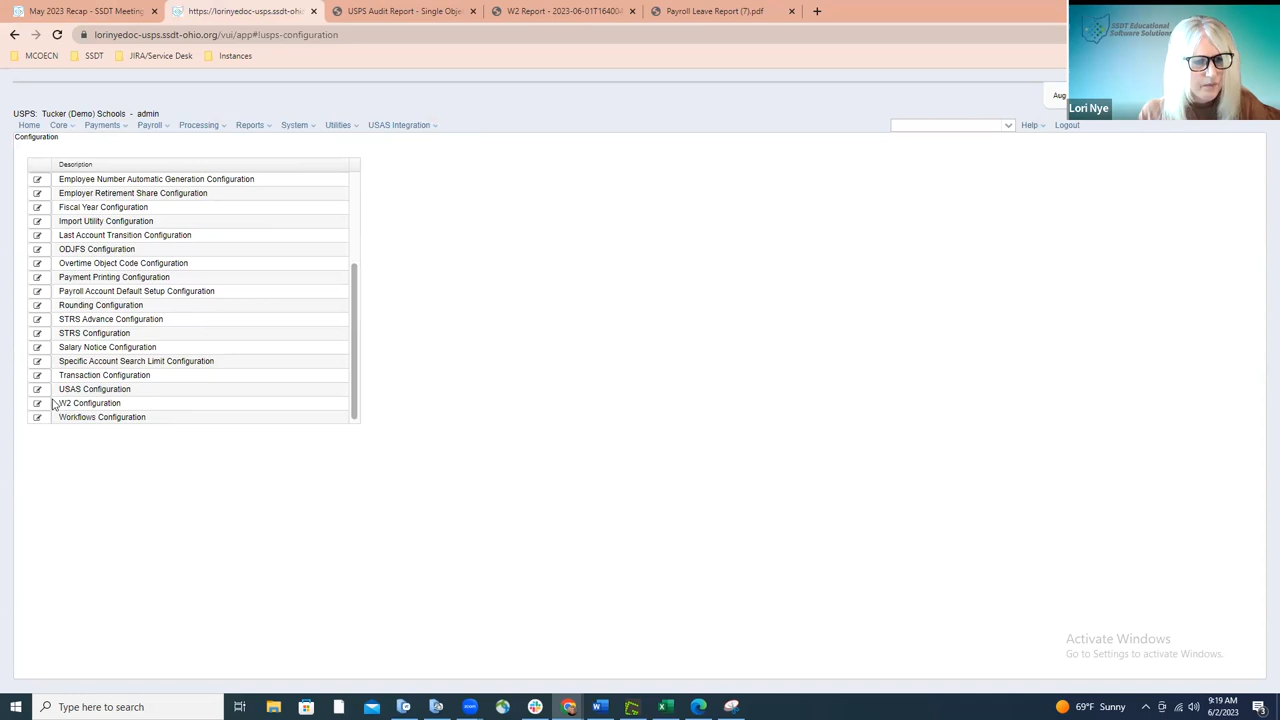 May 2023 Recap - SSDT Meeting
https://lorinyedoc-usps.ssdt-ohio
USPS Audit Report - Single Obje
W2 Report - 2023-06-01T16400
Payroll Leave Report (7).pdf
lorinyedoc-usps.ssdt-ohio.org/vui/app#!usps-configuration
MCOECN
SSDT
JIRA/Service Desk
Instances
SSDT Educational
Software Solutions
Lori Nye
Aug
USPS: Tucker (Demo) Schools - admin
Home Core Payments Payroll Processing Reports System Utilities USAS Integration Help Logout
Configuration
Description
Employee Number Automatic Generation Configuration
Employer Retirement Share Configuration
Fiscal Year Configuration
Import Utility Configuration
Last Account Transition Configuration
ODJFS Configuration
Overtime Object Code Configuration
Payment Printing Configuration
Payroll Account Default Setup Configuration
Rounding Configuration
STRS Advance Configuration
STRS Configuration
Salary Notice Configuration
Specific Account Search Limit Configuration
Transaction Configuration
USAS Configuration
W2 Configuration
Workflows Configuration
Activate Windows
Go to Settings to activate Windows.
Type here to search
69°F Sunny
9:19 AM
6/2/2023
3